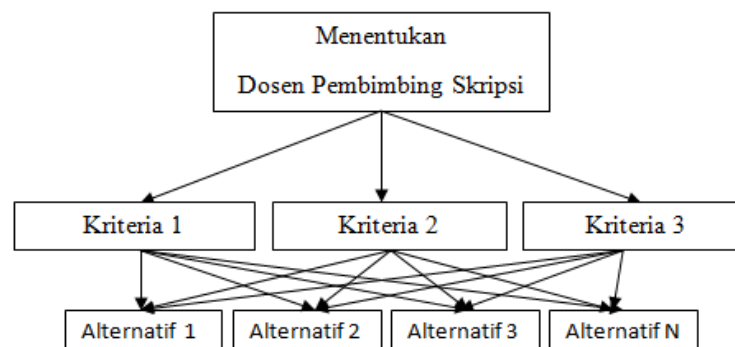 Menentukan
Dosen Pembimbing Skripsi
Kriteria 1
Kriteria 2
Kriteria 3
Alternatif 1
Alternatif 2
Alternatif 3
Alternatif N